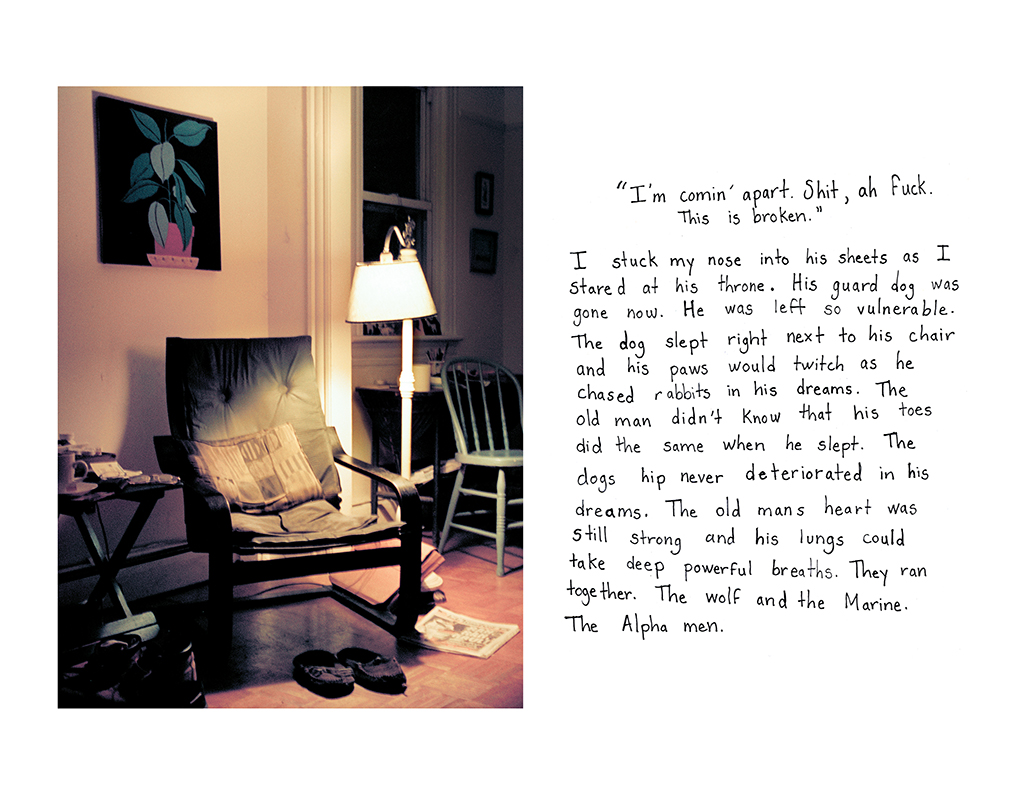 "I'm comin' apart. Shit, ah Fuck.
This is broken."
I stuck my nose into his sheets as I
stared at his throne. His guard dog was
gone now. He was left so vulnerable.
The dog slept right next to his chair
and his paws would twitch as he
chased rabbits in his dreams. The
old man didn't know that his toes
did the same when he slept. The
dogs hip never deteriorated in his
dreams. The old mans heart was
still strong and his lungs could
take deep powerful breaths. They ran
together. The wolf and the Marine.
The Alpha men.